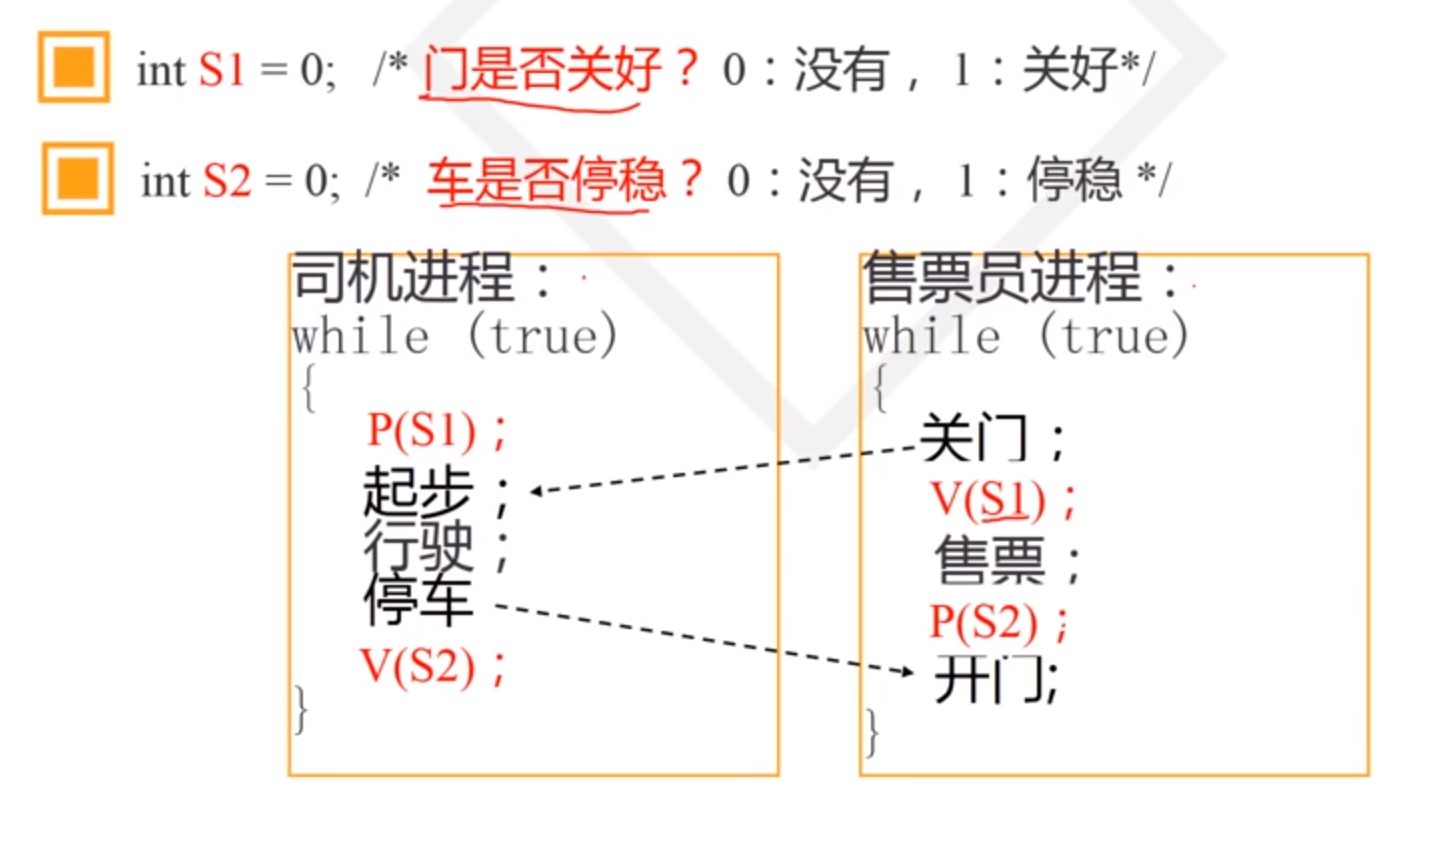 int S1 = 0; /* 门是否关好？ 0：没有， 1：关好*/
int S2 = 0; /* 车是否停稳？ 0：没有， 1：停稳 */
司机进程：
while (true)
{
P(S1)；
起步；
行驶；
停车
V(S2)；
}
售票员进程：
while (true)
{
关门；
V(S1)；
售票；
P(S2)；
开门;
}